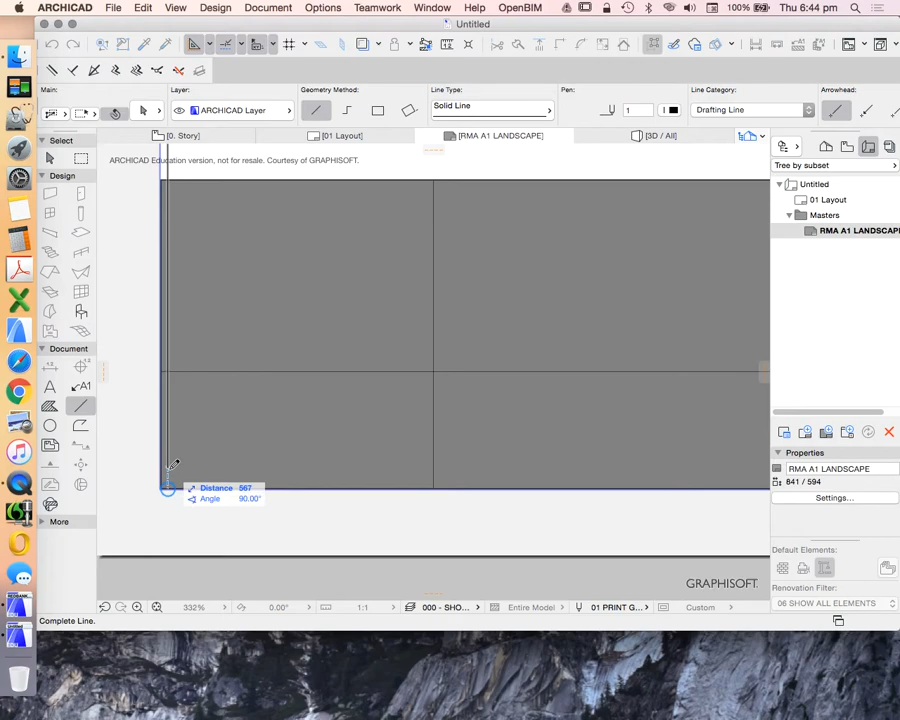 ARCHICAD File Edit View Design Document Options Teamwork Window Help OpenBIM 100% Thu 6:44 pm
Untitled
Main: Layer: Geometry Method: Line Type: Pen: Line Category: Arrowhead:
Solid Line
ARCHICAD Layer 1 Drafting Line
[0. Story] [01 Layout] [RMA A1 LANDSCAPE] [3D / All]
Select
ARCHICAD Education version, not for resale. Courtesy of GRAPHISOFT.
Tree by subset
Design
Untitled
01 Layout
Masters
RMA A1 LANDSCAPE
Document
A A1
Properties
RMA A1 LANDSCAPE
841 / 594
Distance 567
Angle 90.00°
Settings...
More
Default Elements:
GRAPHISOFT.
Renovation Filter:
332% 0.00° 1:1 000 - SHO... Entire Model 01 PRINT G... Custom 06 SHOW ALL ELEMENTS
Complete Line.